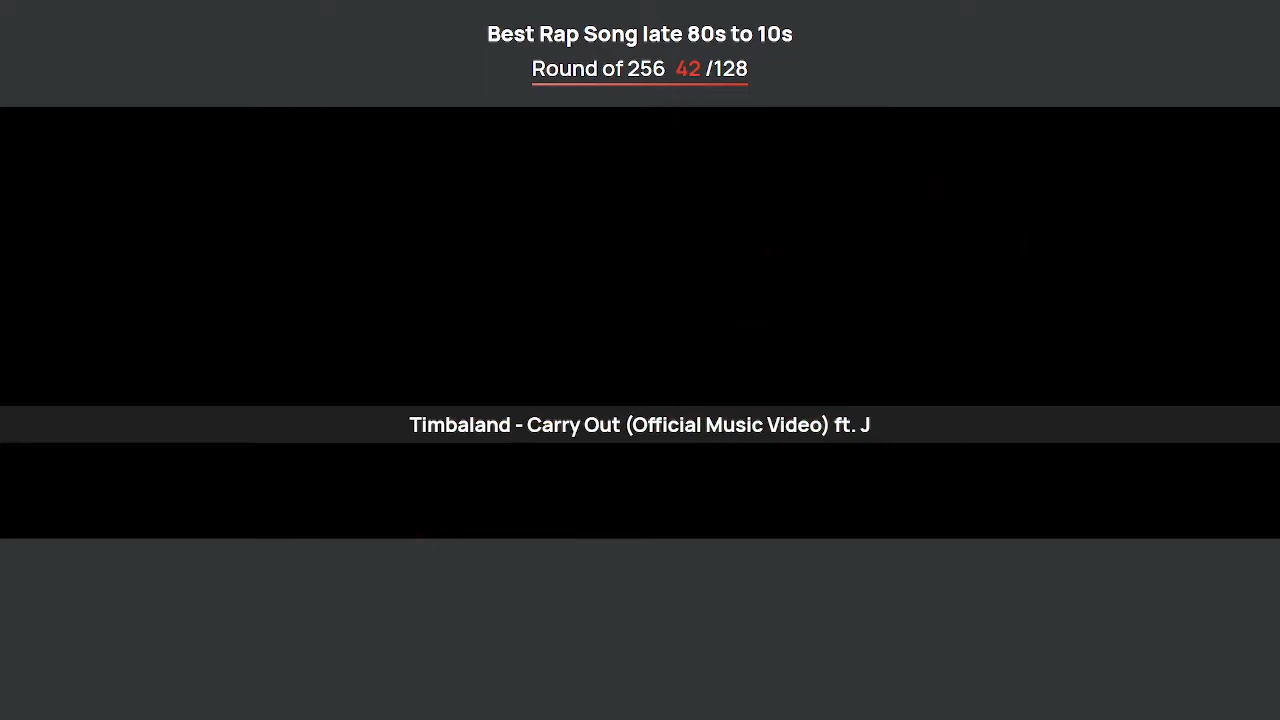 Best Rap Song late 80s to 10s
Round of 256 42 /128
Timbaland - Carry Out (Official Music Video) ft. J